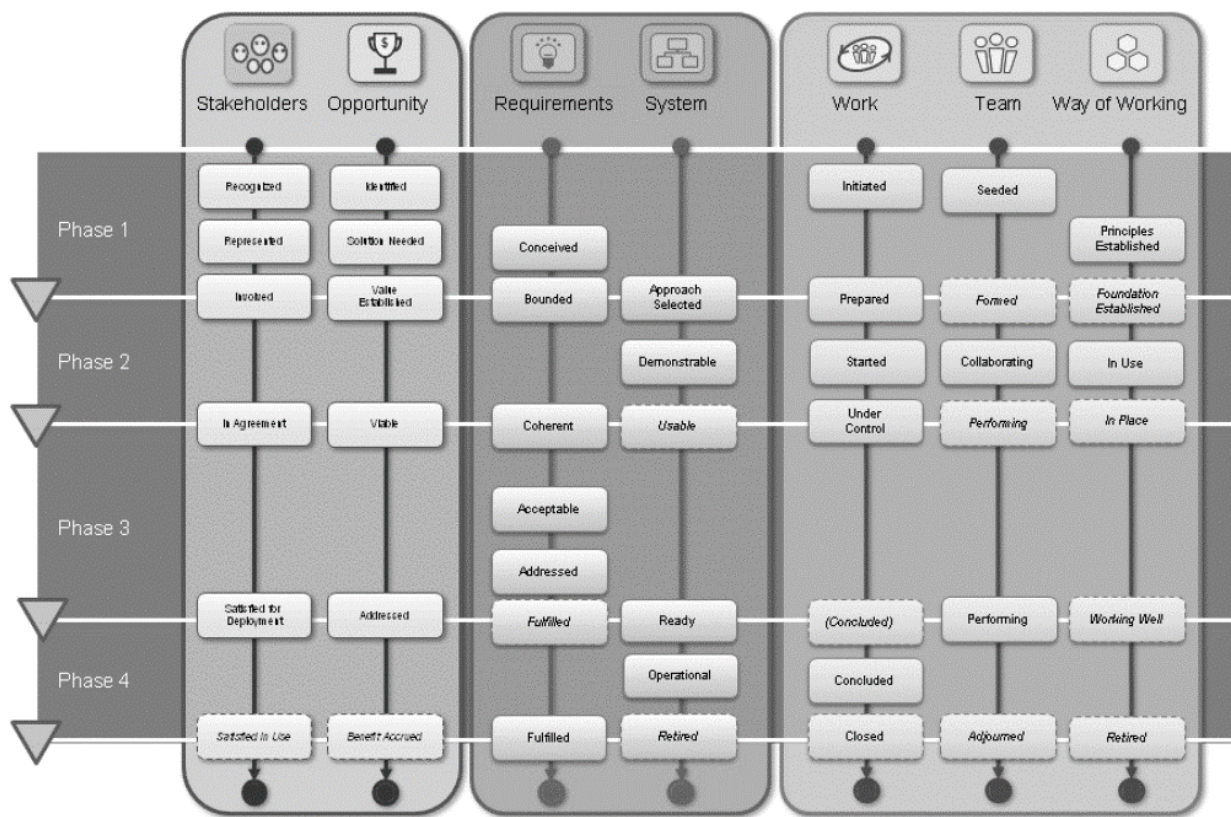 $
Stakeholders Opportunity Requirements System Work Team Way of Working
Recognized Identified Initiated Seeded
Phase 1
Represented Solution Needed Conceived Principles
Established
Involved Value
Established Bounded Approach
Selected Prepared Formed Foundation
Established
Phase 2
Demonstrable Started Collaborating In Use
In Agreement Viable Coherent Usable Under
Control Performing In Place
Acceptable
Phase 3
Addressed
Satisfied for
Deployment Addressed Fulfilled Ready (Concluded) Performing Working Well
Phase 4
Operational Concluded
Satisfied In Use Benefit Accrued Fulfilled Retired Closed Adjourned Retired